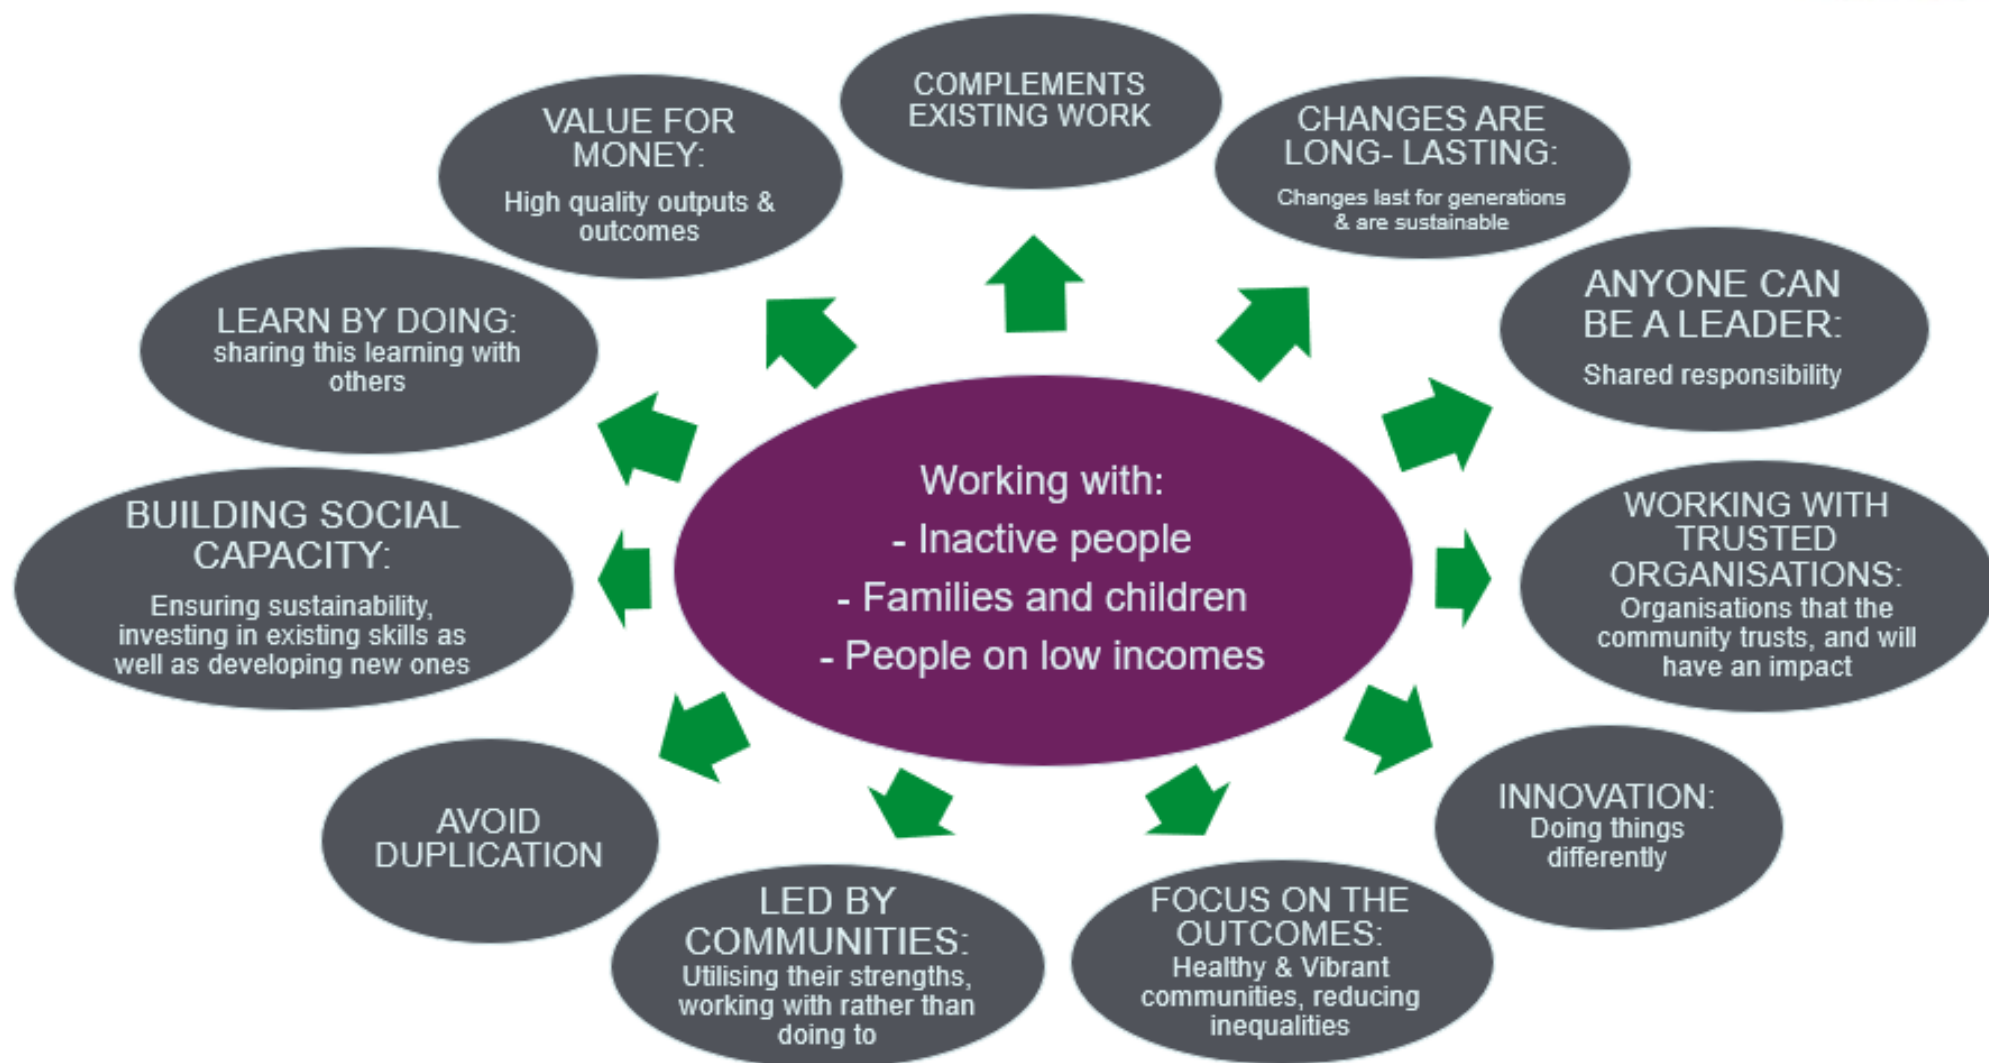 COMPLEMENTS
EXISTING WORK
CHANGES ARE
LONG- LASTING:
Changes last for generations
& are sustainable
ANYONE CAN
BE A LEADER:
Shared responsibility
WORKING WITH
TRUSTED
ORGANISATIONS:
Organisations that the
community trusts, and will
have an impact
INNOVATION:
Doing things
differently
FOCUS ON THE
OUTCOMES:
Healthy & Vibrant
communities, reducing
inequalities
LED BY
COMMUNITIES:
Utilising their strengths,
working with rather than
doing to
AVOID
DUPLICATION
BUILDING SOCIAL
CAPACITY:
Ensuring sustainability,
investing in existing skills as
well as developing new ones
LEARN BY DOING:
sharing this learning with
others
VALUE FOR
MONEY:
High quality outputs &
outcomes
Working with:
- Inactive people
- Families and children
- People on low incomes